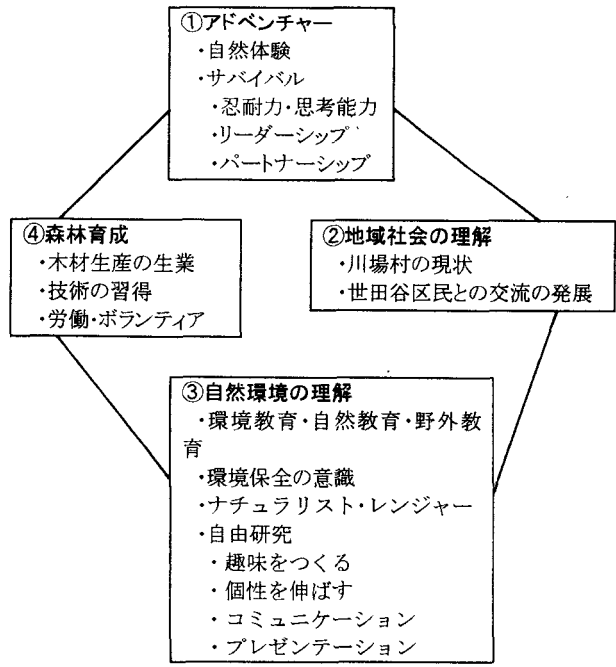 ①アドベンチャー
・自然体験
・サバイバル
・忍耐力・思考能力
・リーダーシップ
・パートナーシップ
④森林育成
・木材生産の生業
・技術の習得
・労働・ボランティア
②地域社会の理解
・川場村の現状
・世田谷区民との交流の発展
③自然環境の理解
・環境教育・自然教育・野外教
育
・環境保全の意識
・ナチュラリスト・レンジャー
・自由研究
・趣味をつくる
・個性を伸ばす
・コミュニケーション
・プレゼンテーション